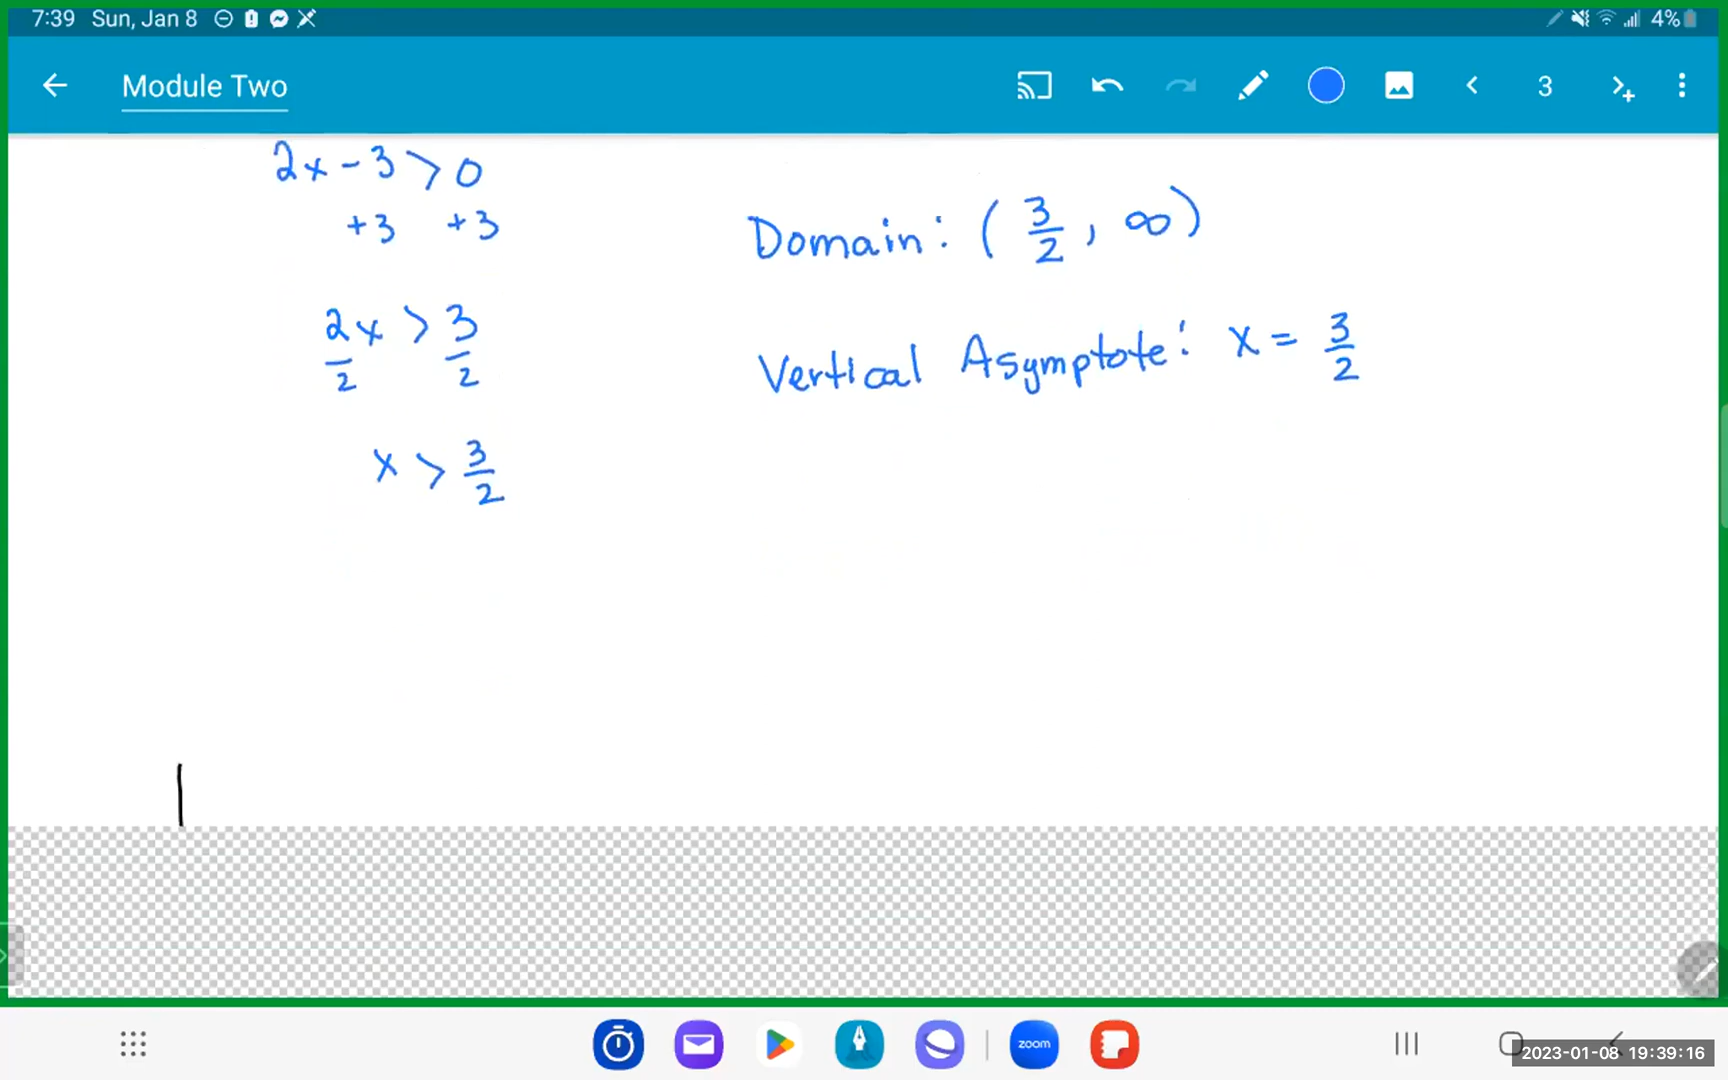 7:39 Sun, Jan 8
4%
Module Two
3
2x - 3 > 0
+3 +3
2x > 3
2 2
x > 3/2
Domain: ( 3/2 , ∞ )
Vertical Asymptote: x = 3/2
zoom
2023-01-08 19:39:16